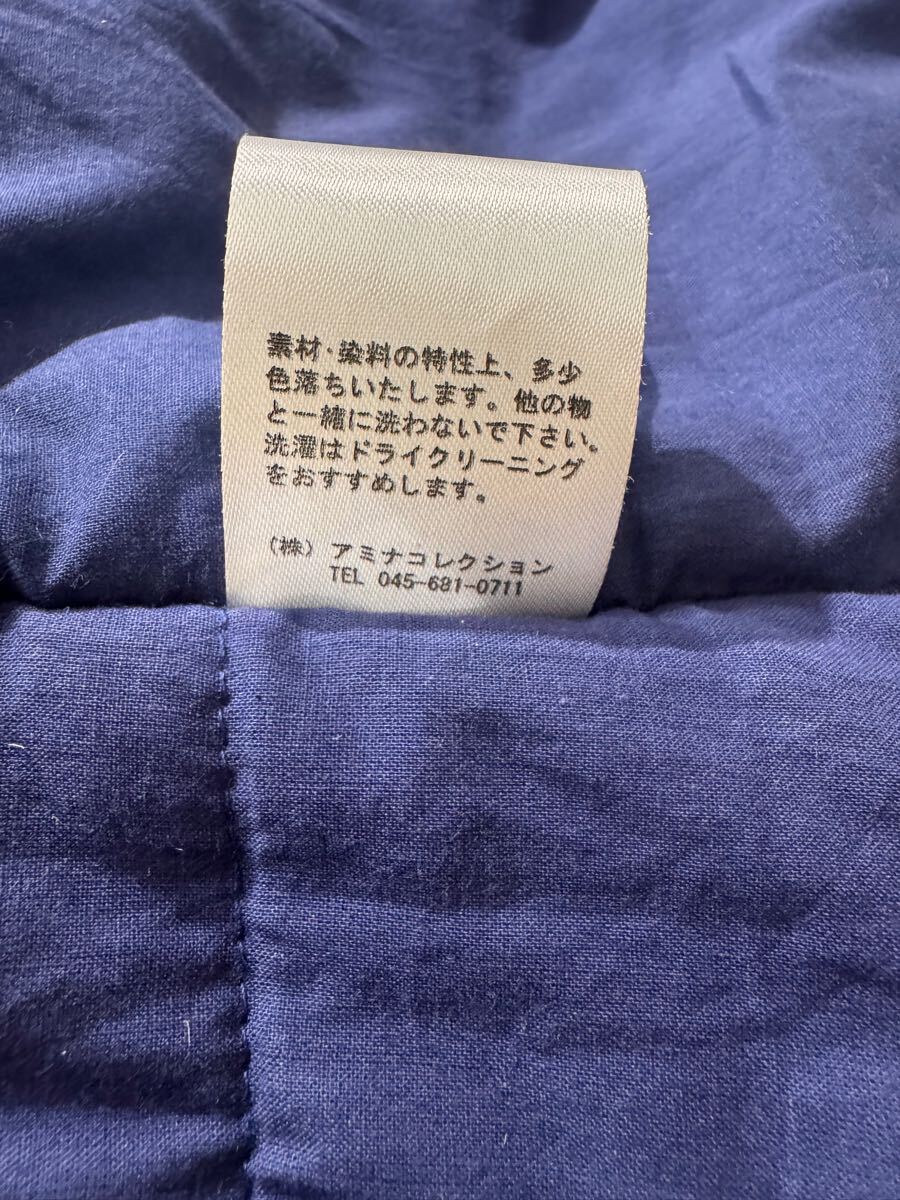 素材･染料の特性上、多少
色落ちいたします。他の物
と一緒に洗わないで下さい。
洗濯はドライクリーニング
をおすすめします。
(株) アミナコレクション
TEL 045-681-0711